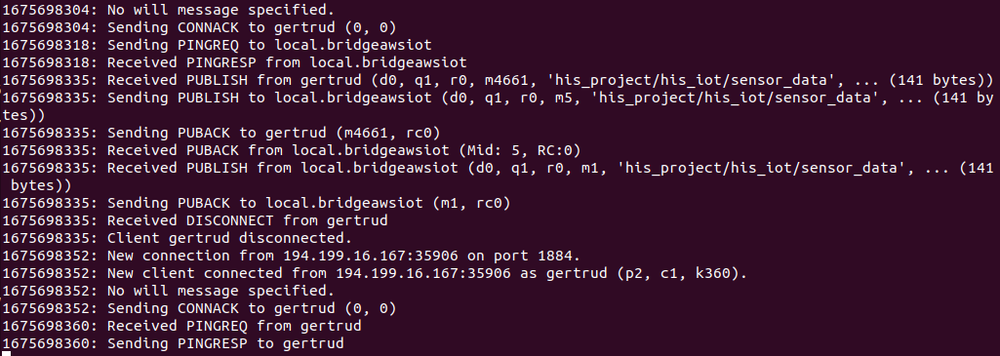 1675698304: No will message specified.
1675698304: Sending CONNACK to gertrud (0, 0)
1675698318: Sending PINGREQ to local.bridgeawsiot
1675698318: Received PINGRESP from local.bridgeawsiot
1675698335: Received PUBLISH from gertrud (d0, q1, r0, m4661, 'his_project/his_iot/sensor_data', ... (141 bytes))
1675698335: Sending PUBLISH to local.bridgeawsiot (d0, q1, r0, m5, 'his_project/his_iot/sensor_data', ... (141 by
tes))
1675698335: Sending PUBACK to gertrud (m4661, rc0)
1675698335: Received PUBACK from local.bridgeawsiot (Mid: 5, RC:0)
1675698335: Received PUBLISH from local.bridgeawsiot (d0, q1, r0, m1, 'his_project/his_iot/sensor_data', ... (141
 bytes))
1675698335: Sending PUBACK to local.bridgeawsiot (m1, rc0)
1675698335: Received DISCONNECT from gertrud
1675698335: Client gertrud disconnected.
1675698352: New connection from 194.199.16.167:35906 on port 1884.
1675698352: New client connected from 194.199.16.167:35906 as gertrud (p2, c1, k360).
1675698352: No will message specified.
1675698352: Sending CONNACK to gertrud (0, 0)
1675698360: Received PINGREQ from gertrud
1675698360: Sending PINGRESP to gertrud